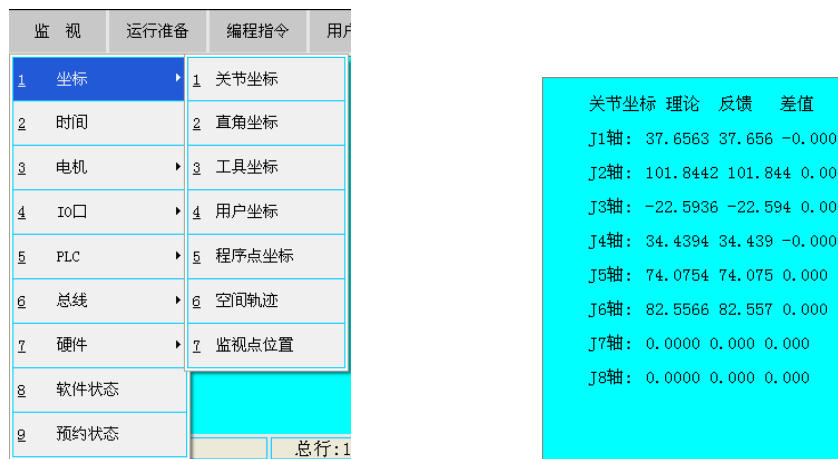 监 视 运行准备 编程指令 用户
1 坐标
2 时间
3 电机
4 IO口
5 PLC
6 总线
7 硬件
8 软件状态
9 预约状态
1 关节坐标
2 直角坐标
3 工具坐标
4 用户坐标
5 程序点坐标
6 空间轨迹
7 监视点位置
总行:1
关节坐标 理论 反馈 差值
J1轴: 37.6563 37.656 -0.000
J2轴: 101.8442 101.844 0.00
J3轴: -22.5936 -22.594 0.00
J4轴: 34.4394 34.439 -0.000
J5轴: 74.0754 74.075 0.000
J6轴: 82.5566 82.557 0.000
J7轴: 0.0000 0.000 0.000
J8轴: 0.0000 0.000 0.000